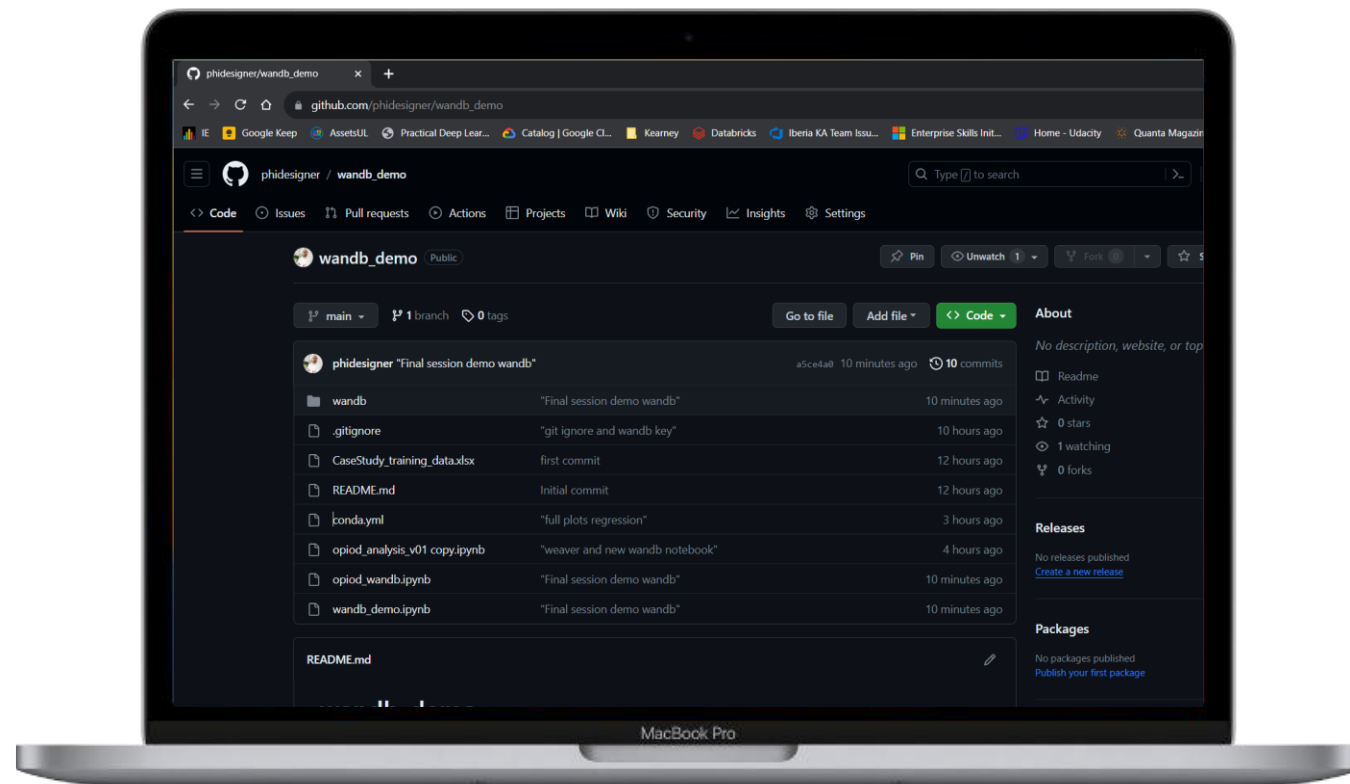 phidesigner/wandb_demo
github.com/phidesigner/wandb_demo
IE Google Keep AssetsUL Practical Deep Lear... Catalog | Google Cl... Kearney Databricks Iberia KA Team Issu... Enterprise Skills Init... Home - Udacity Quanta Magazin
phidesigner / wandb_demo Type / to search
Code Issues Pull requests Actions Projects Wiki Security Insights Settings
wandb_demo Public Pin Unwatch 1 Fork 0 S
main 1 branch 0 tags Go to file Add file Code
About
No description, website, or top
phidesigner "Final session demo wandb" a5ce4a0 10 minutes ago 10 commits
wandb "Final session demo wandb" 10 minutes ago
.gitignore "git ignore and wandb key" 10 hours ago
CaseStudy_training_data.xlsx first commit 12 hours ago
README.md Initial commit 12 hours ago
conda.yml "full plots regression" 3 hours ago
opiod_analysis_v01 copy.ipynb "weaver and new wandb notebook" 4 hours ago
opiod_wandb.ipynb "Final session demo wandb" 10 minutes ago
wandb_demo.ipynb "Final session demo wandb" 10 minutes ago
Readme
Activity
0 stars
1 watching
0 forks
Releases
No releases published
Create a new release
Packages
No packages published
Publish your first package
README.md
MacBook Pro